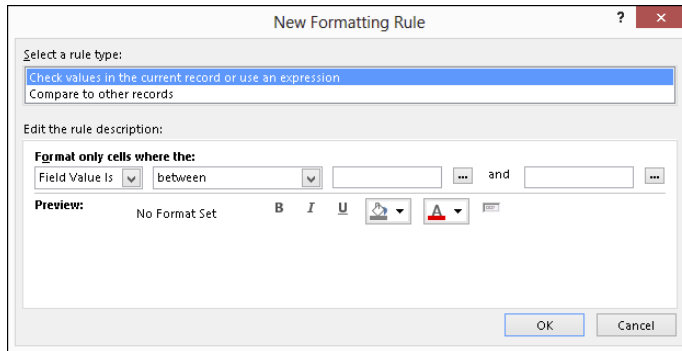 New Formatting Rule ? ×
Select a rule type:
Check values in the current record or use an expression
Compare to other records
Edit the rule description:
Format only cells where the:
Field Value Is between ... and ...
Preview: No Format Set B I U A
OK Cancel